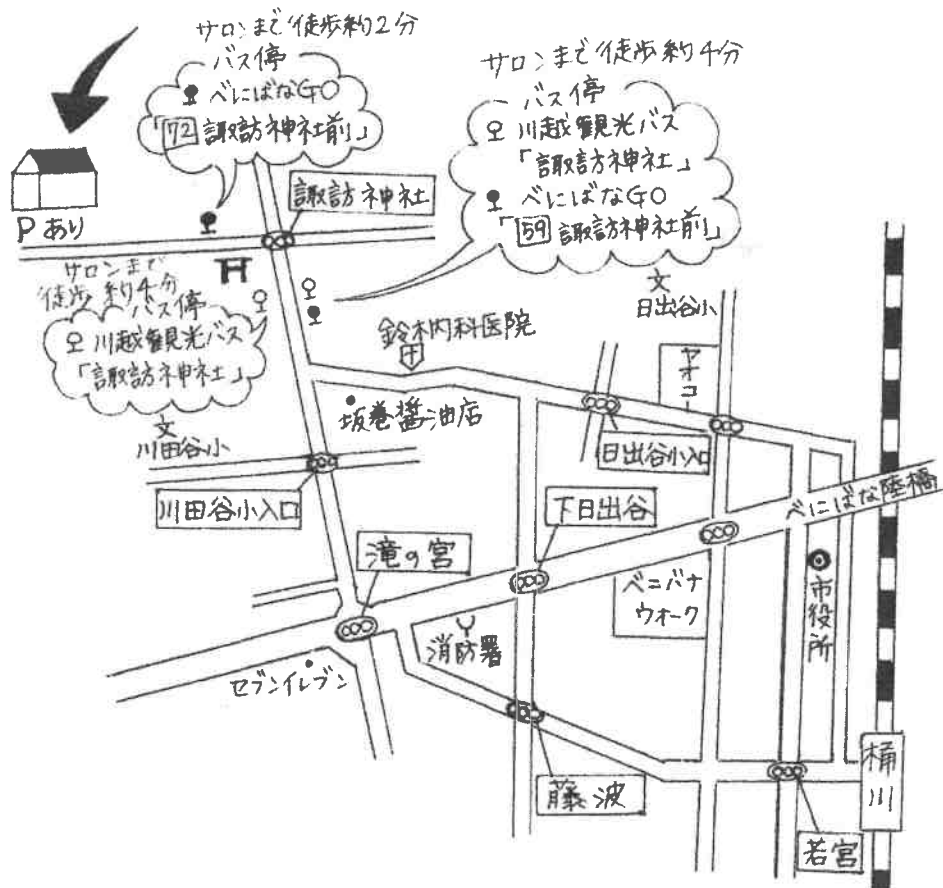 サロンまで徒歩約2分
バス停
べにばなGO
「72 諏訪神社前」
サロンまで徒歩約4分
バス停
川越観光バス
「諏訪神社」
べにばなGO
「59 諏訪神社前」
Pあり
諏訪神社
サロンまで
徒歩約4分
バス停
川越観光バス
「諏訪神社」
文
日出谷小
鈴木内科医院
ヤオコー
坂巻醤油店
文
川田谷小
日出谷小入口
川田谷小入口
下日出谷
べにばな陸橋
滝の宮
ベニバナ
ウォーク
市役所
消防署
セブンイレブン
藤波
桶川
若宮